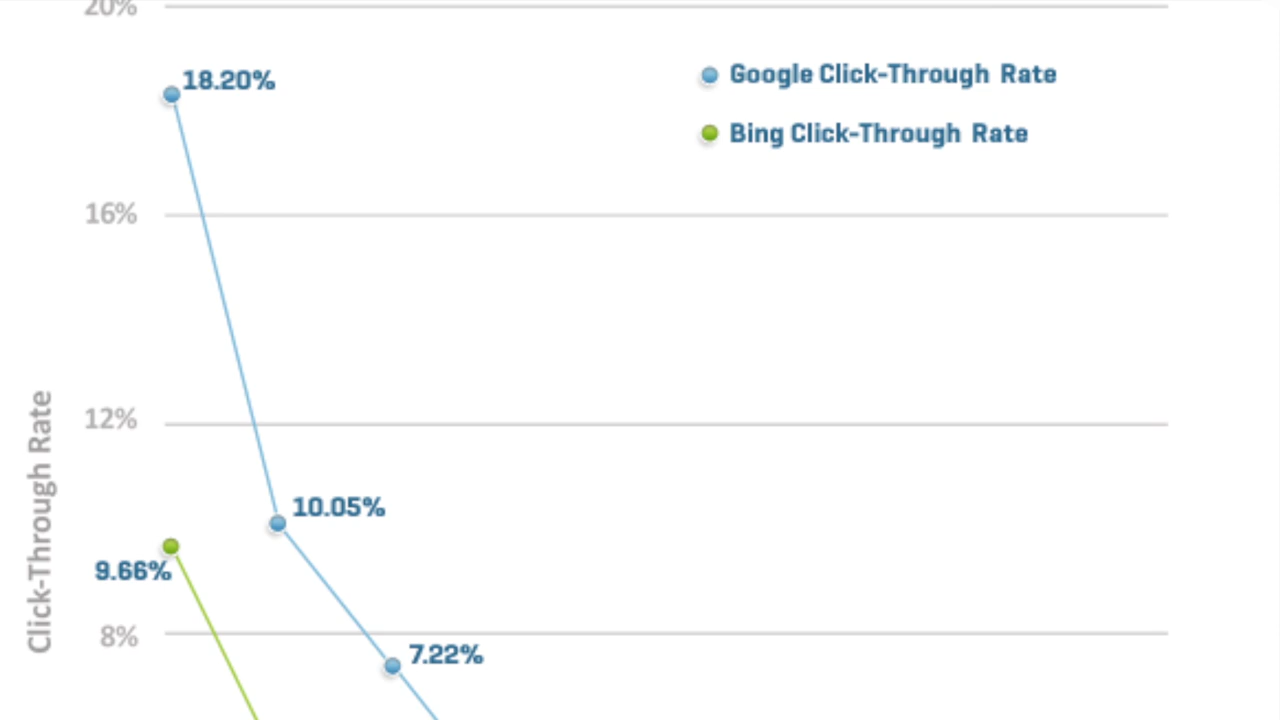 20%
18.20%
Google Click-Through Rate
Bing Click-Through Rate
16%
12%
Click-Through Rate
10.05%
9.66%
8%
7.22%